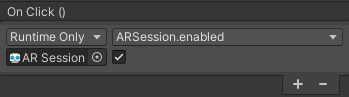 On Click ()
Runtime Only ARSession.enabled
AR Session
+ −